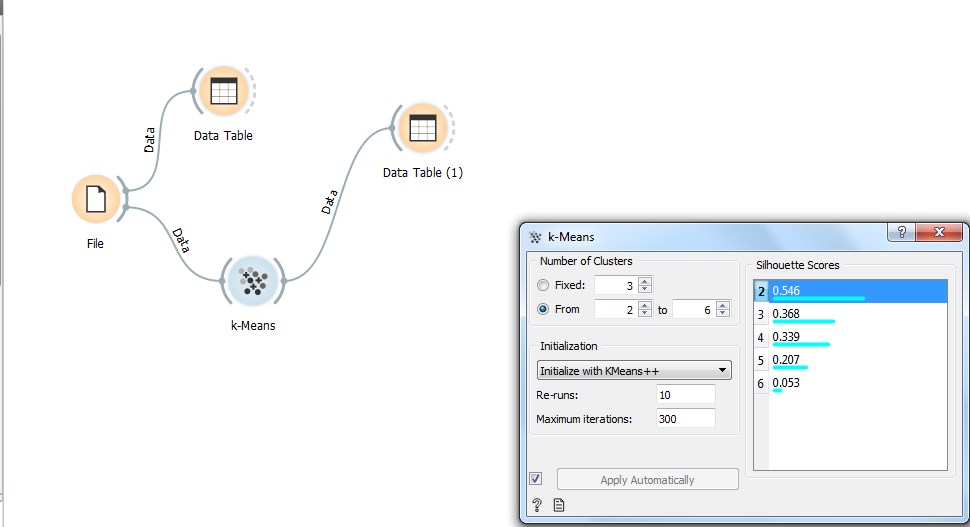 Data
Data Table
Data Table (1)
Data
File
Data
k-Means
k-Means
?
Number of Clusters
Fixed: 3
From 2 to 6
Initialization
Initialize with KMeans++
Re-runs: 10
Maximum iterations: 300
Apply Automatically
?
Silhouette Scores
2 0.546
3 0.368
4 0.339
5 0.207
6 0.053